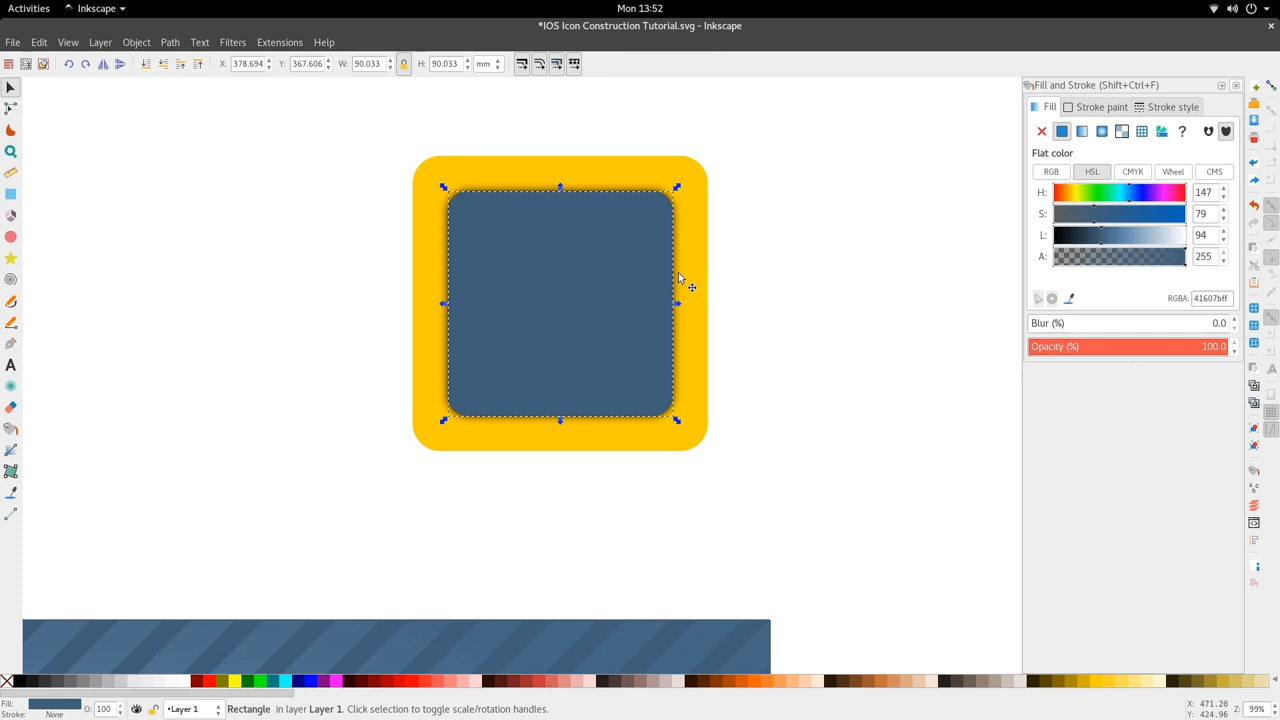 Activities Inkscape Mon 13:52
*IOS Icon Construction Tutorial.svg - Inkscape
File Edit View Layer Object Path Text Filters Extensions Help
X: 378.694 Y: 367.606 W: 90.033 H: 90.033 mm
Fill and Stroke (Shift+Ctrl+F)
Fill Stroke paint Stroke style
?
Flat color
RGB HSL CMYK Wheel CMS
H: 147
S: 79
L: 94
A: 255
RGBA: 41607bff
Blur (%) 0.0
Opacity (%) 100.0
Fill: O: 100 •Layer 1 Rectangle in layer Layer 1. Click selection to toggle scale/rotation handles. X: 471.20 Z: 99%
Stroke: None Y: 424.96